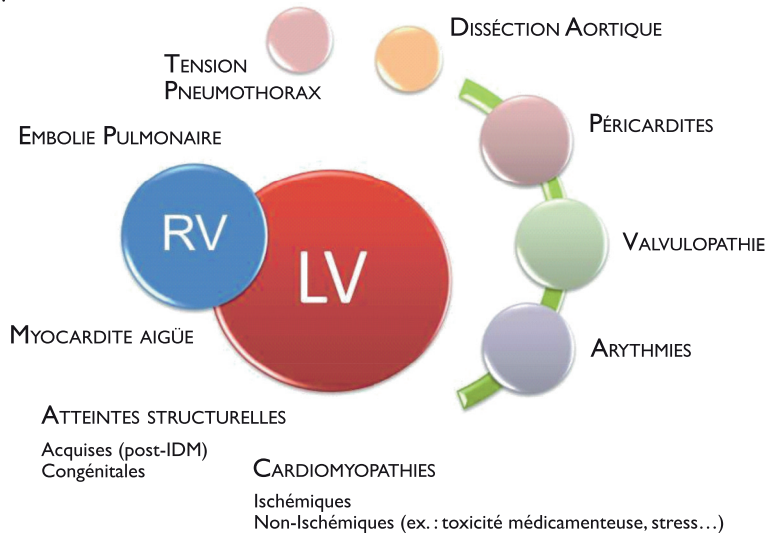 DISSÉCTION AORTIQUE
TENSION
PNEUMOTHORAX
PÉRICARDITES
EMBOLIE PULMONAIRE
RV
LV
VALVULOPATHIE
MYOCARDITE AIGÜE
ARYTHMIES
ATTEINTES STRUCTURELLES
Acquises (post-IDM)
Congénitales
CARDIOMYOPATHIES
Ischémiques
Non-Ischémiques (ex. : toxicité médicamenteuse, stress…)